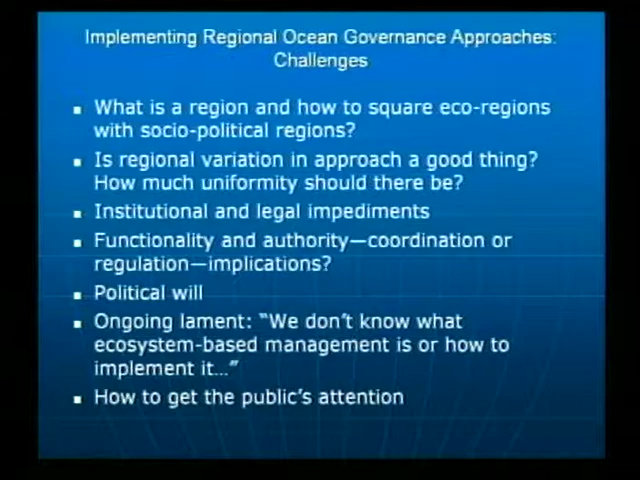 Implementing Regional Ocean Governance Approaches:
Challenges
▪ What is a region and how to square eco-regions
with socio-political regions?
▪ Is regional variation in approach a good thing?
How much uniformity should there be?
▪ Institutional and legal impediments
▪ Functionality and authority—coordination or
regulation—implications?
▪ Political will
▪ Ongoing lament: “We don’t know what
ecosystem-based management is or how to
implement it…”
▪ How to get the public’s attention